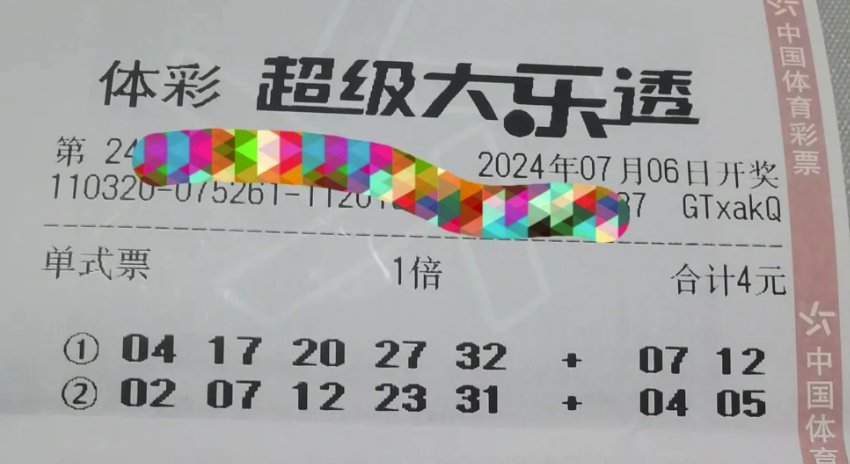 体彩 超级大乐透
第 24
2024年07月06日开奖
110320-075261-11201
37 GTxakQ
单式票 1倍 合计4元
① 04 17 20 27 32 + 07 12
② 02 07 12 23 31 + 04 05
中国体育彩票
中国体育